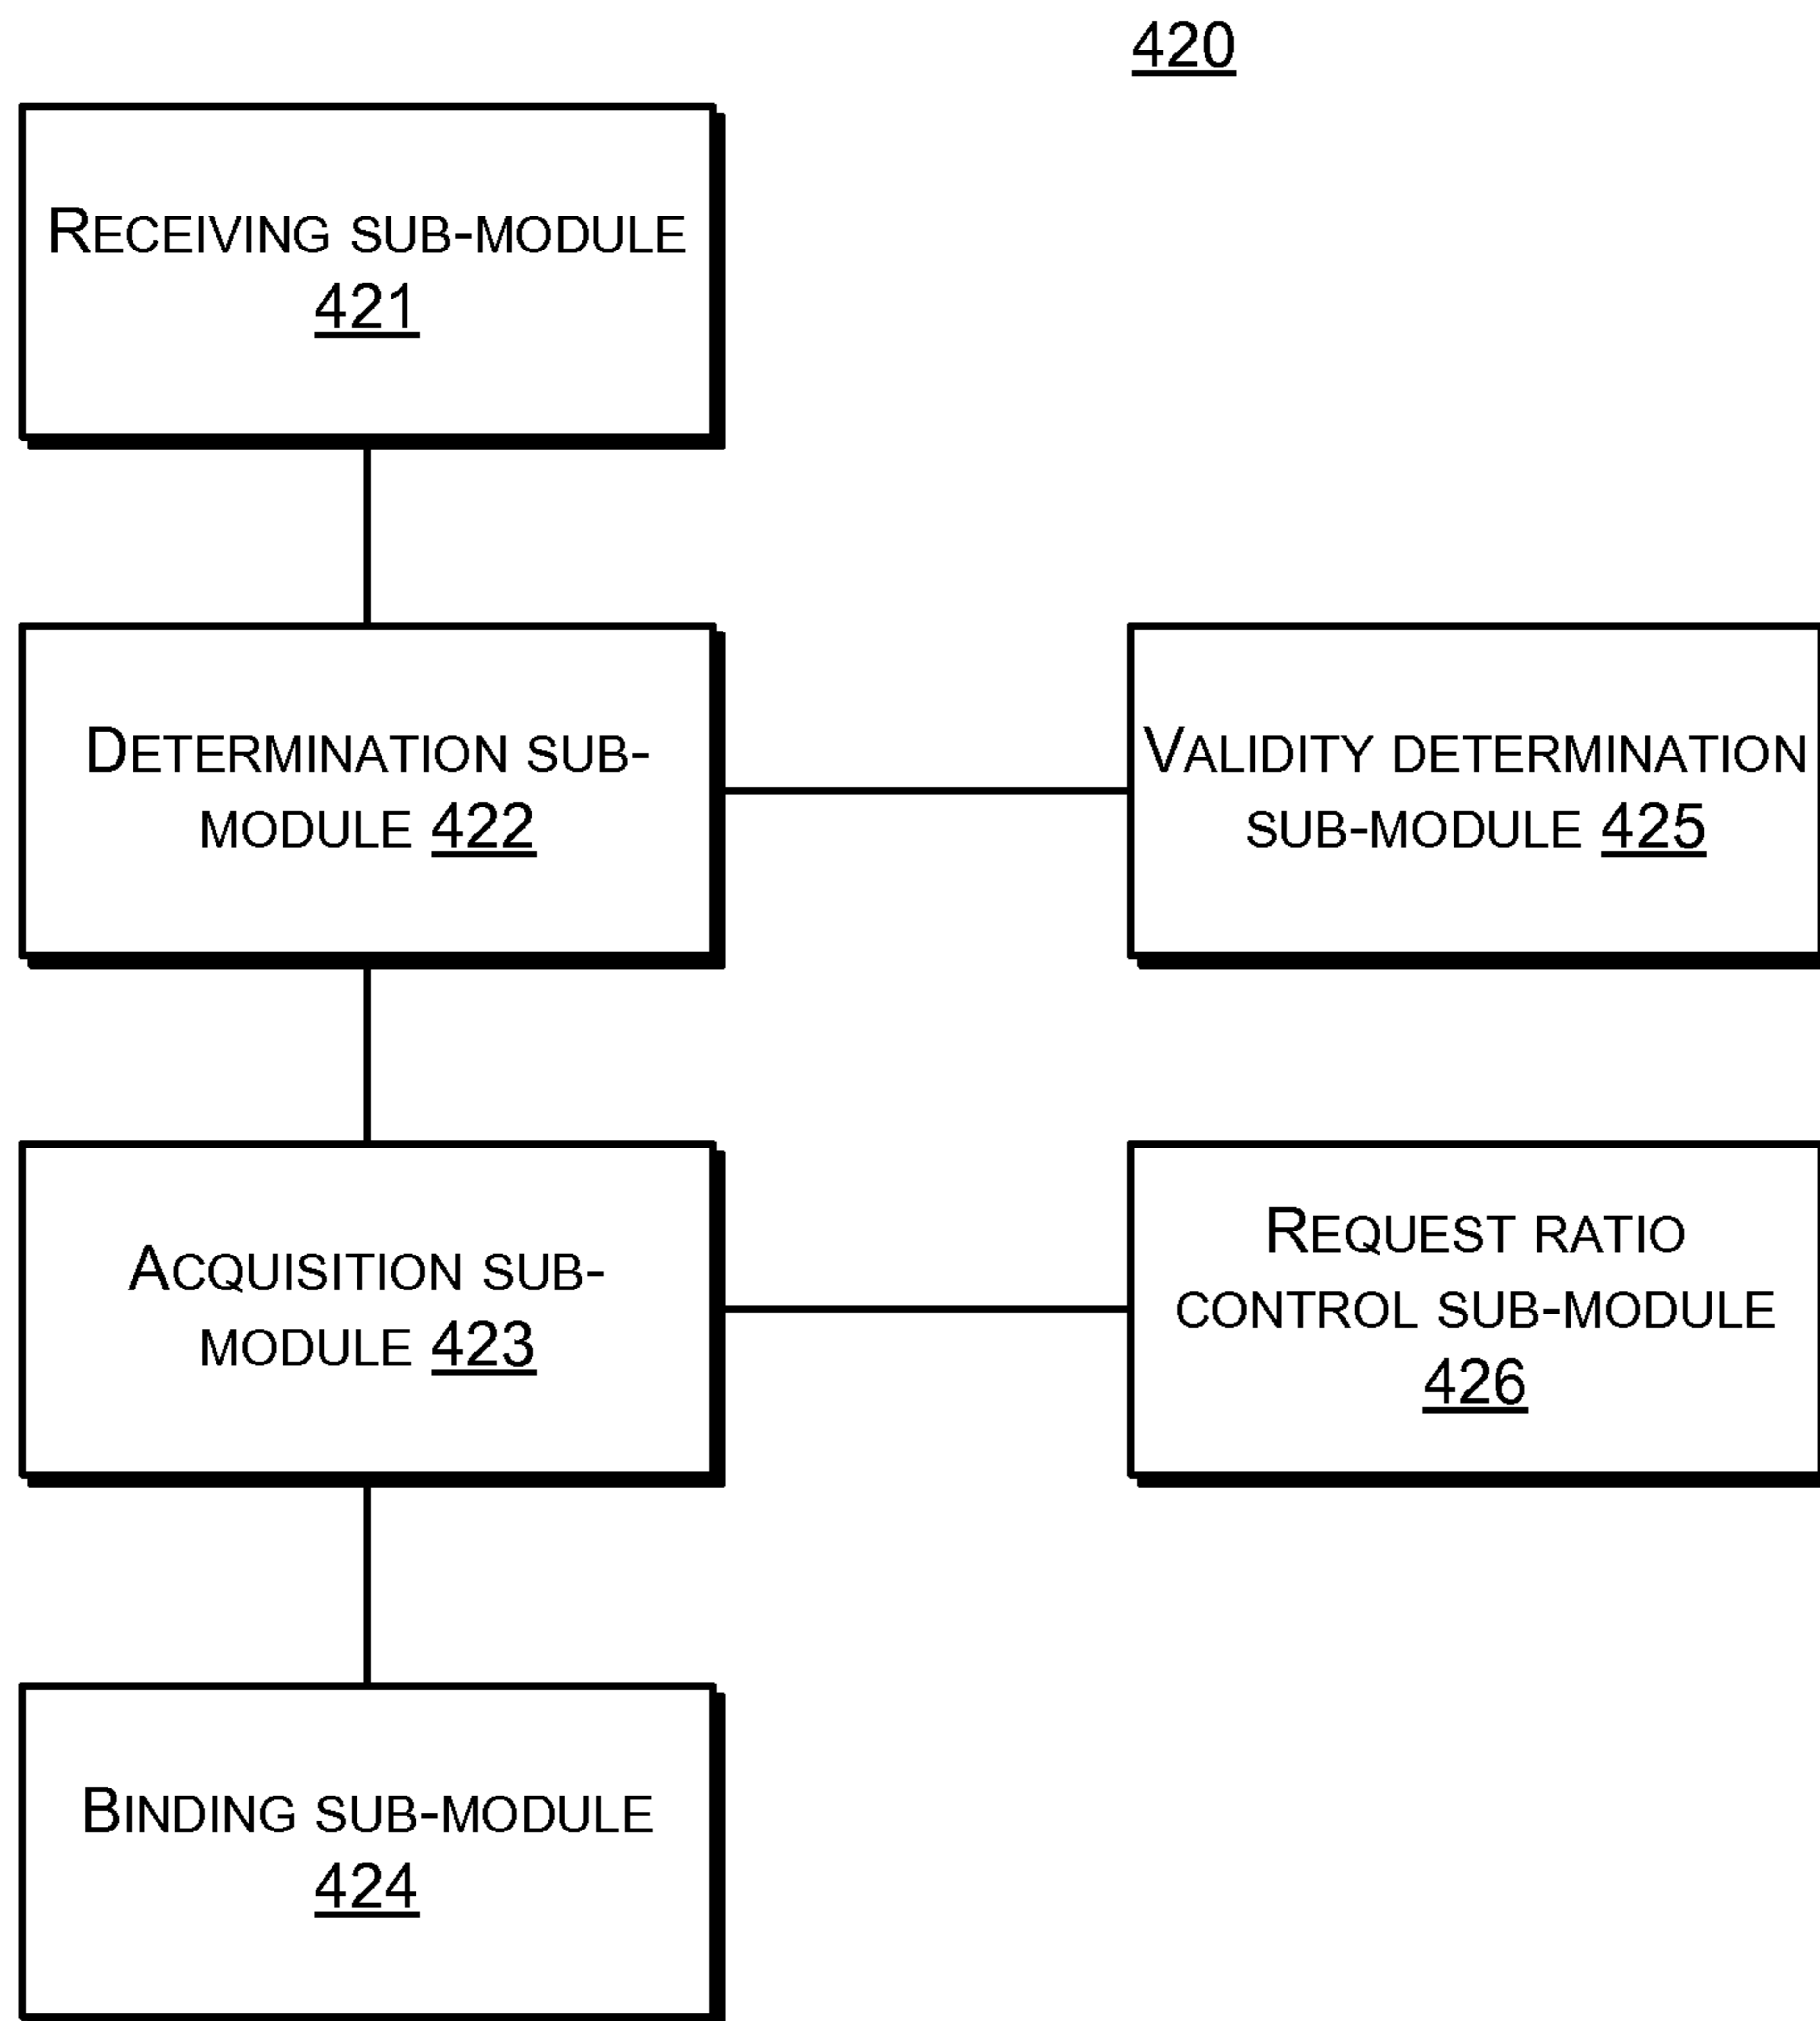 420
RECEIVING SUB-MODULE
421
DETERMINATION SUB-
MODULE 422
VALIDITY DETERMINATION
SUB-MODULE 425
ACQUISITION SUB-
MODULE 423
REQUEST RATIO
CONTROL SUB-MODULE
426
BINDING SUB-MODULE
424